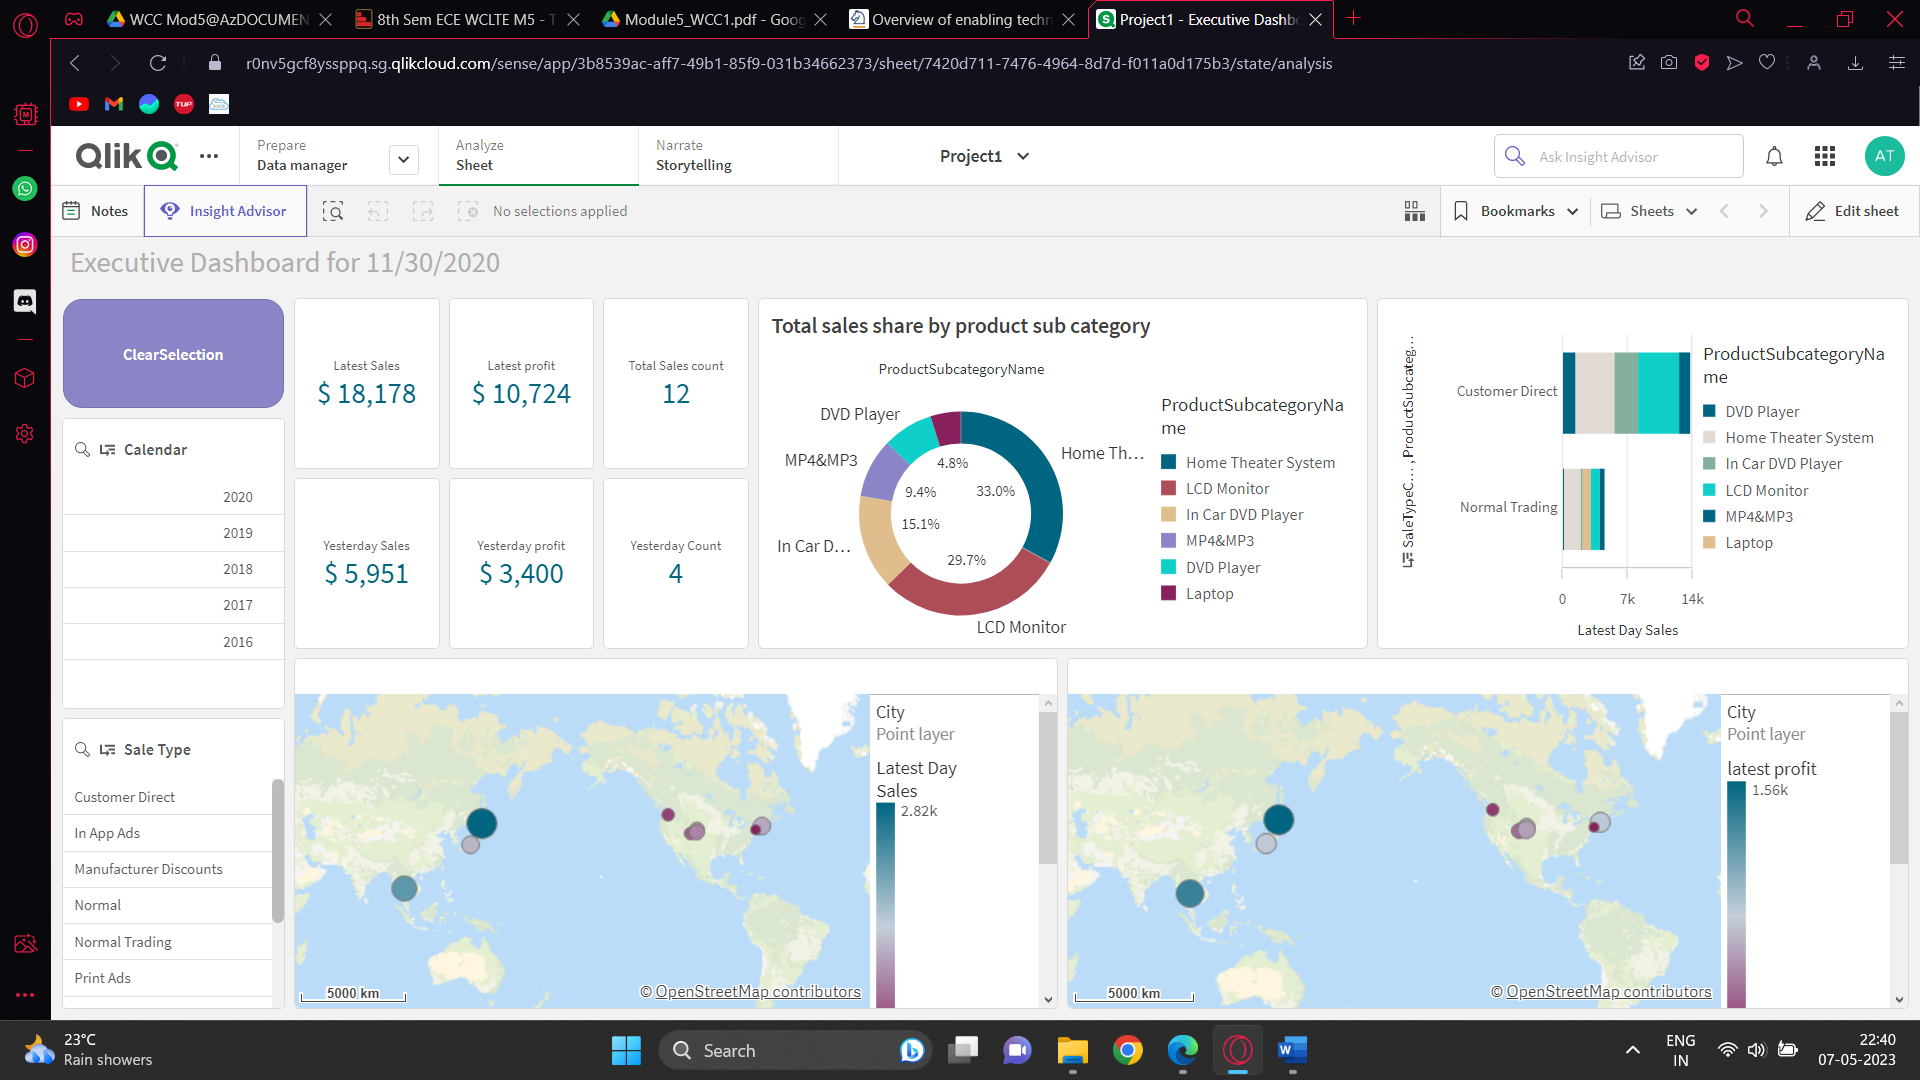 WCC Mod5@AzDOCUMEN
8th Sem ECE WCLTE M5 - T
Module5_WCC1.pdf - Goog
Overview of enabling techn
Project1 - Executive Dashb
r0nv5gcf8yssppq.sg.qlikcloud.com/sense/app/3b8539ac-aff7-49b1-85f9-031b34662373/sheet/7420d711-7476-4964-8d7d-f011a0d175b3/state/analysis
Qlik
Prepare
Data manager
Analyze
Sheet
Narrate
Storytelling
Project1
Ask Insight Advisor
AT
Notes
Insight Advisor
No selections applied
Bookmarks
Sheets
Edit sheet
Executive Dashboard for 11/30/2020
ClearSelection
Calendar
2020
2019
2018
2017
2016
Sale Type
Customer Direct
In App Ads
Manufacturer Discounts
Normal
Normal Trading
Print Ads
Latest Sales
$ 18,178
Latest profit
$ 10,724
Total Sales count
12
Yesterday Sales
$ 5,951
Yesterday profit
$ 3,400
Yesterday Count
4
Total sales share by product sub category
ProductSubcategoryName
DVD Player
MP4&MP3
In Car D...
LCD Monitor
Home Th...
4.8%
9.4%
15.1%
29.7%
33.0%
ProductSubcategoryNa
me
Home Theater System
LCD Monitor
In Car DVD Player
MP4&MP3
DVD Player
Laptop
SaleTypeC... , ProductSubcateg...
Customer Direct
Normal Trading
0
7k
14k
Latest Day Sales
ProductSubcategoryNa
me
DVD Player
Home Theater System
In Car DVD Player
LCD Monitor
MP4&MP3
Laptop
5000 km
© OpenStreetMap contributors
City
Point layer
Latest Day
Sales
2.82k
5000 km
© OpenStreetMap contributors
City
Point layer
latest profit
1.56k
23°C
Rain showers
Search
ENG
IN
22:40
07-05-2023